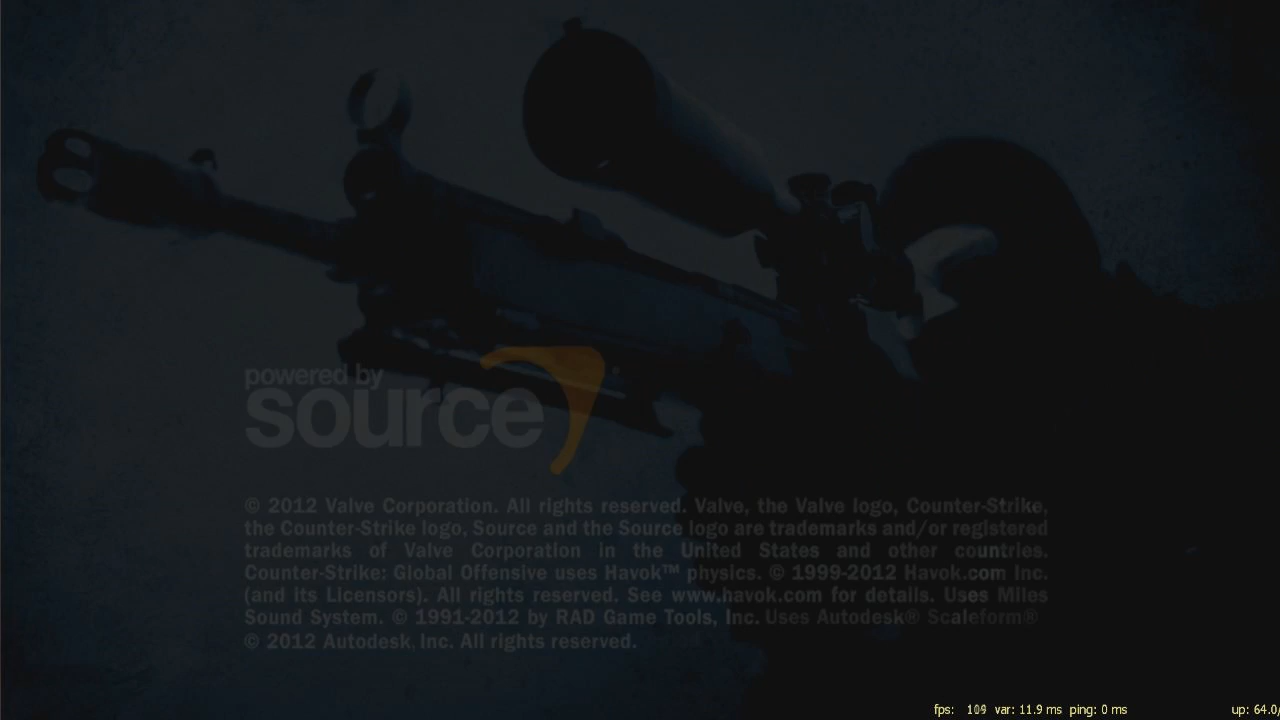 powered by
source
© 2012 Valve Corporation. All rights reserved. Valve, the Valve logo, Counter-Strike,
the Counter-Strike logo, Source and the Source logo are trademarks and/or registered
trademarks of Valve Corporation in the United States and other countries.
Counter-Strike: Global Offensive uses Havok™ physics. © 1999-2012 Havok.com Inc.
(and its Licensors). All rights reserved. See www.havok.com for details. Uses Miles
Sound System. © 1991-2012 by RAD Game Tools, Inc. Uses Autodesk® Scaleform®
© 2012 Autodesk, Inc. All rights reserved.
fps: 109 var: 11.9 ms ping: 0 ms up: 64.0/